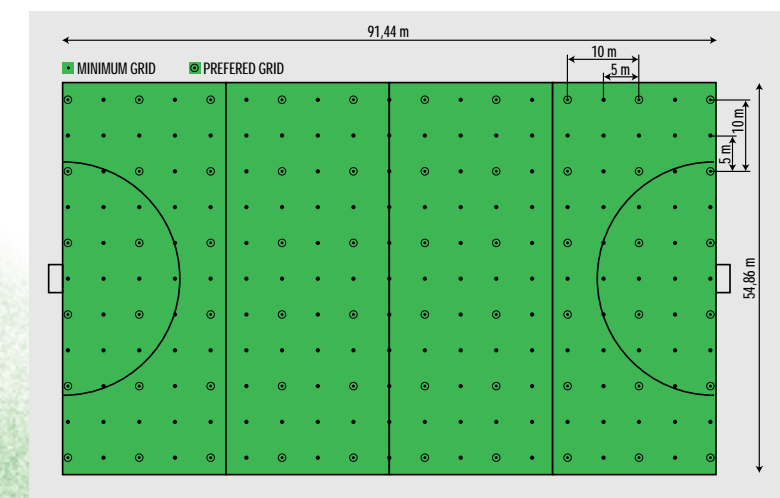 91,44 m
MINIMUM GRID
PREFERED GRID
10 m
5 m
10 m
5 m
54,86 m